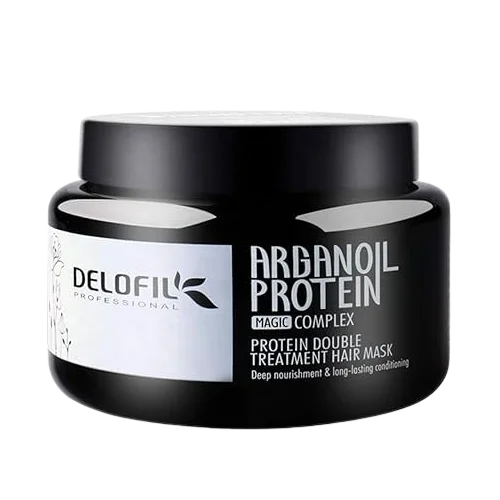 DELOFIL
PROFESSIONAL
ARGANOIL
PROTEIN
MAGIC COMPLEX
PROTEIN DOUBLE
TREATMENT HAIR MASK
Deep nourishment & long-lasting conditioning